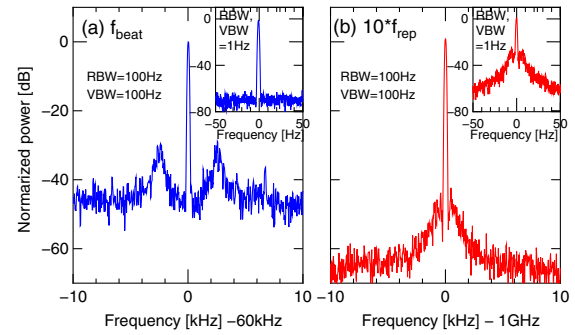 (a) f_beat
RBW=100Hz
VBW=100Hz
RBW,
VBW
=1Hz
0
−40
−80
−50 0 50
Frequency [Hz]
0
−20
−40
−60
Normarized power [dB]
−10 0 10
Frequency [kHz] −60kHz
(b) 10*f_rep
RBW=100Hz
VBW=100Hz
RBW,
VBW
=1Hz
0
−40
−80
−50 0 50
Frequency [Hz]
−10 0 10
Frequency [kHz] − 1GHz